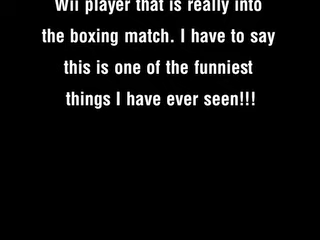 Wii player that is really into
the boxing match. I have to say
this is one of the funniest
things I have ever seen!!!